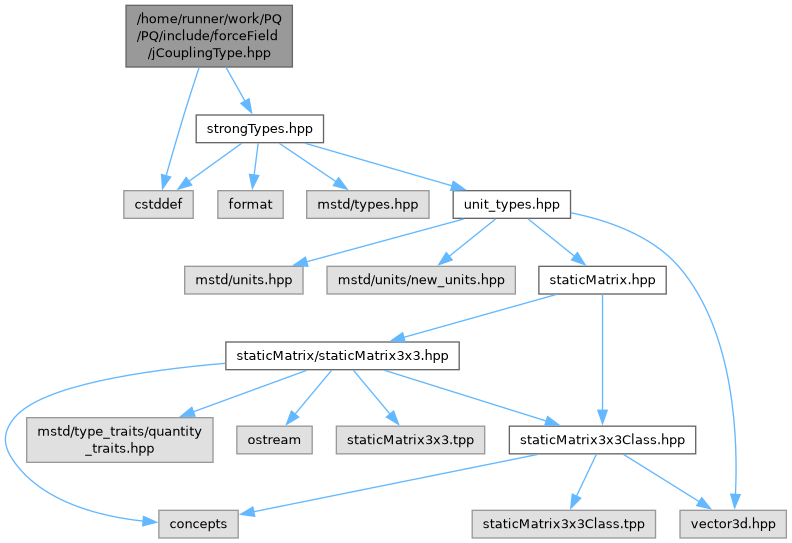 /home/runner/work/PQ
/PQ/include/forceField
/jCouplingType.hpp
strongTypes.hpp
cstddef
format
mstd/types.hpp
unit_types.hpp
mstd/units.hpp
mstd/units/new_units.hpp
staticMatrix.hpp
staticMatrix/staticMatrix3x3.hpp
mstd/type_traits/quantity
_traits.hpp
ostream
staticMatrix3x3.tpp
staticMatrix3x3Class.hpp
concepts
staticMatrix3x3Class.tpp
vector3d.hpp